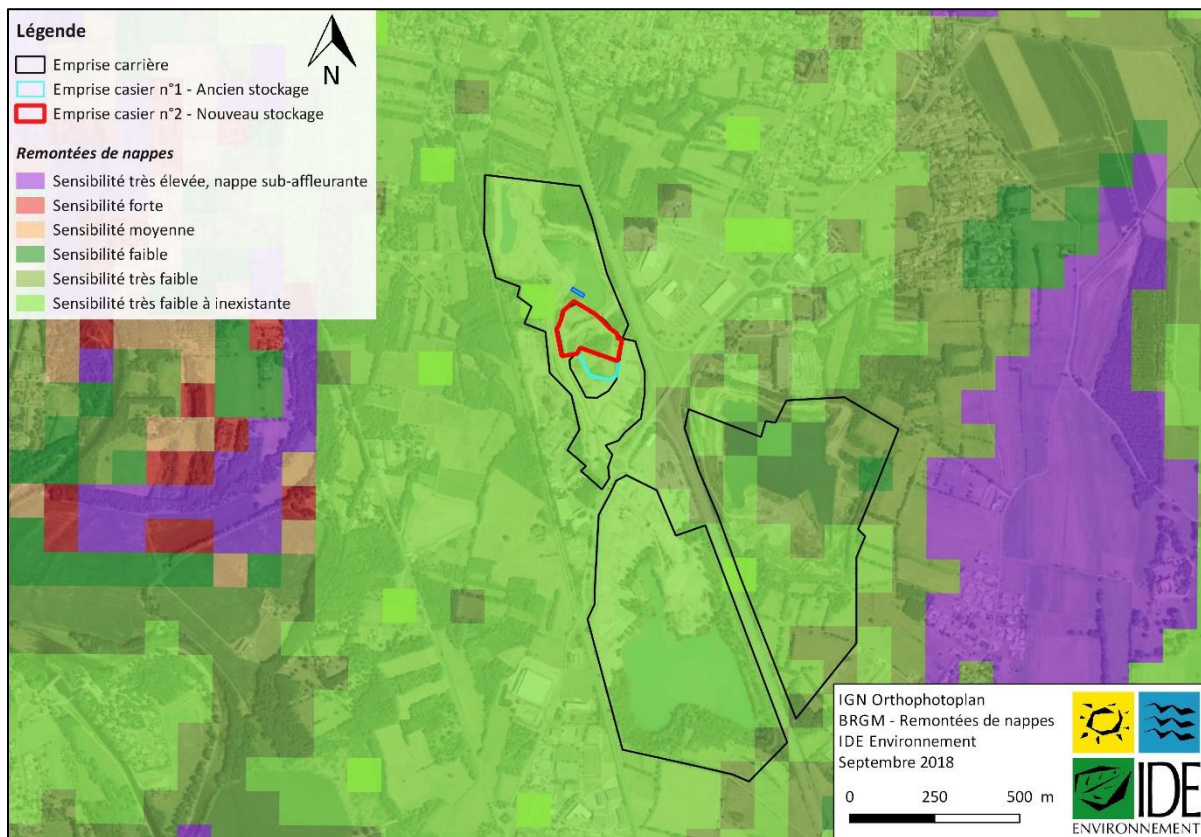 Légende
Emprise carrière
Emprise casier n°1 - Ancien stockage
Emprise casier n°2 - Nouveau stockage
N
Remontées de nappes
Sensibilité très élevée, nappe sub-affleurante
Sensibilité forte
Sensibilité moyenne
Sensibilité faible
Sensibilité très faible
Sensibilité très faible à inexistante
IGN Orthophotoplan
BRGM - Remontées de nappes
IDE Environnement
Septembre 2018
0 250 500 m
IDE
ENVIRONNEMENT